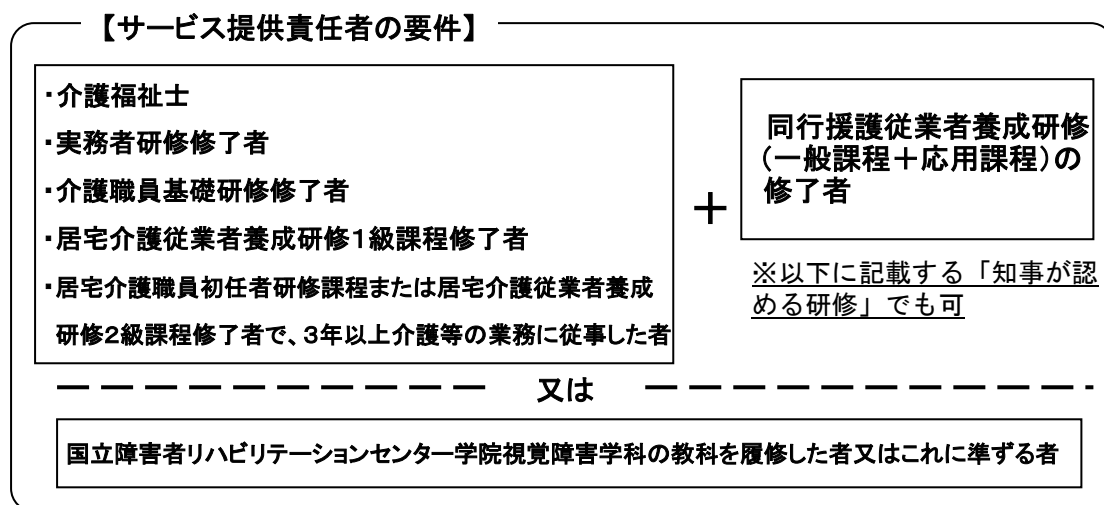 【サービス提供責任者の要件】
・介護福祉士
・実務者研修修了者
・介護職員基礎研修修了者
・居宅介護従業者養成研修1級課程修了者
・居宅介護職員初任者研修課程または居宅介護従業者養成
研修2級課程修了者で、3年以上介護等の業務に従事した者
＋
同行援護従業者養成研修
(一般課程＋応用課程)の
修了者
※以下に記載する「知事が認
める研修」でも可
又は
国立障害者リハビリテーションセンター学院視覚障害学科の教科を履修した者又はこれに準ずる者